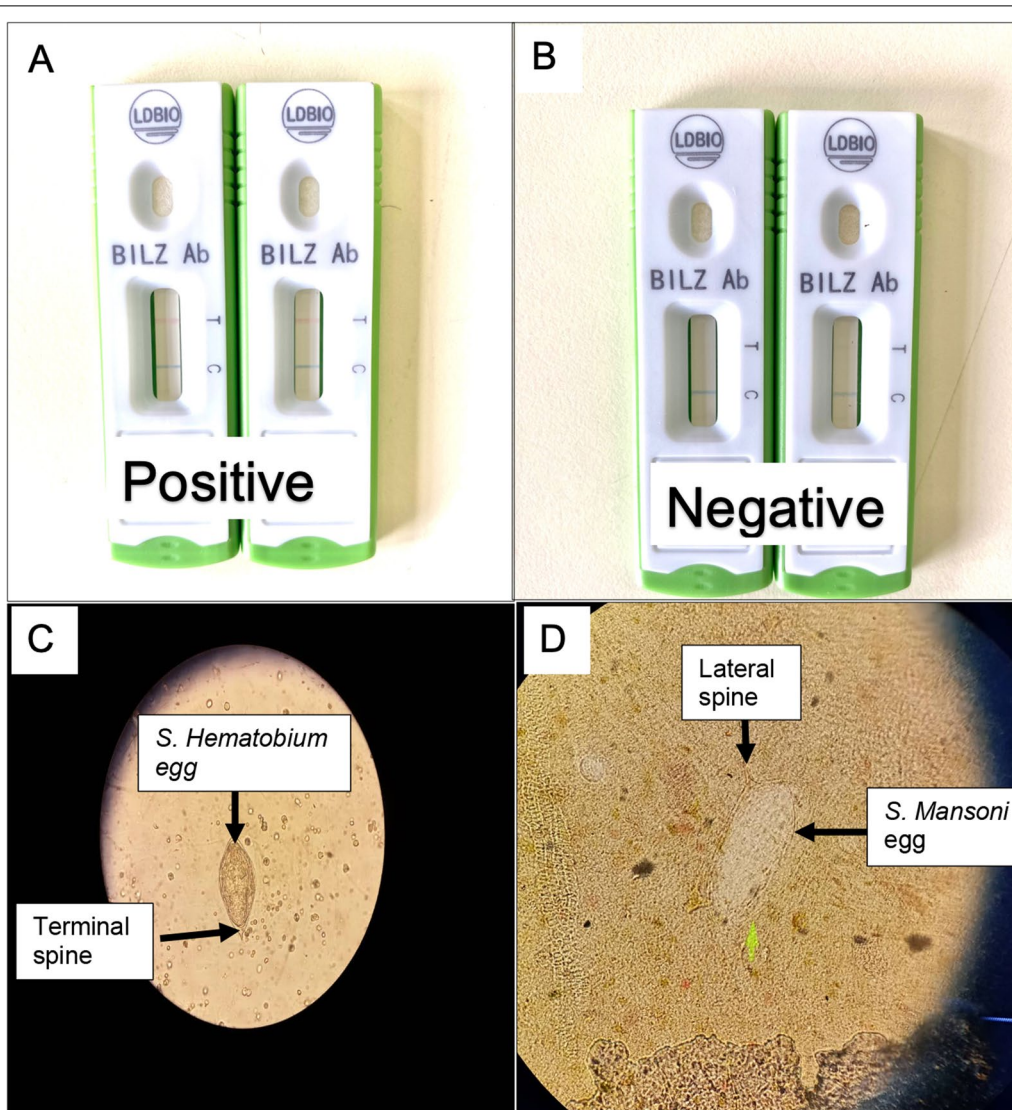 A
LDBIO
LDBIO
BILZ Ab
BILZ Ab
T
T
C
C
Positive
B
LDBIO
LDBIO
BILZ Ab
BILZ Ab
T
T
C
C
Negative
C
S. Hematobium
egg
Terminal
spine
D
Lateral
spine
S. Mansoni
egg